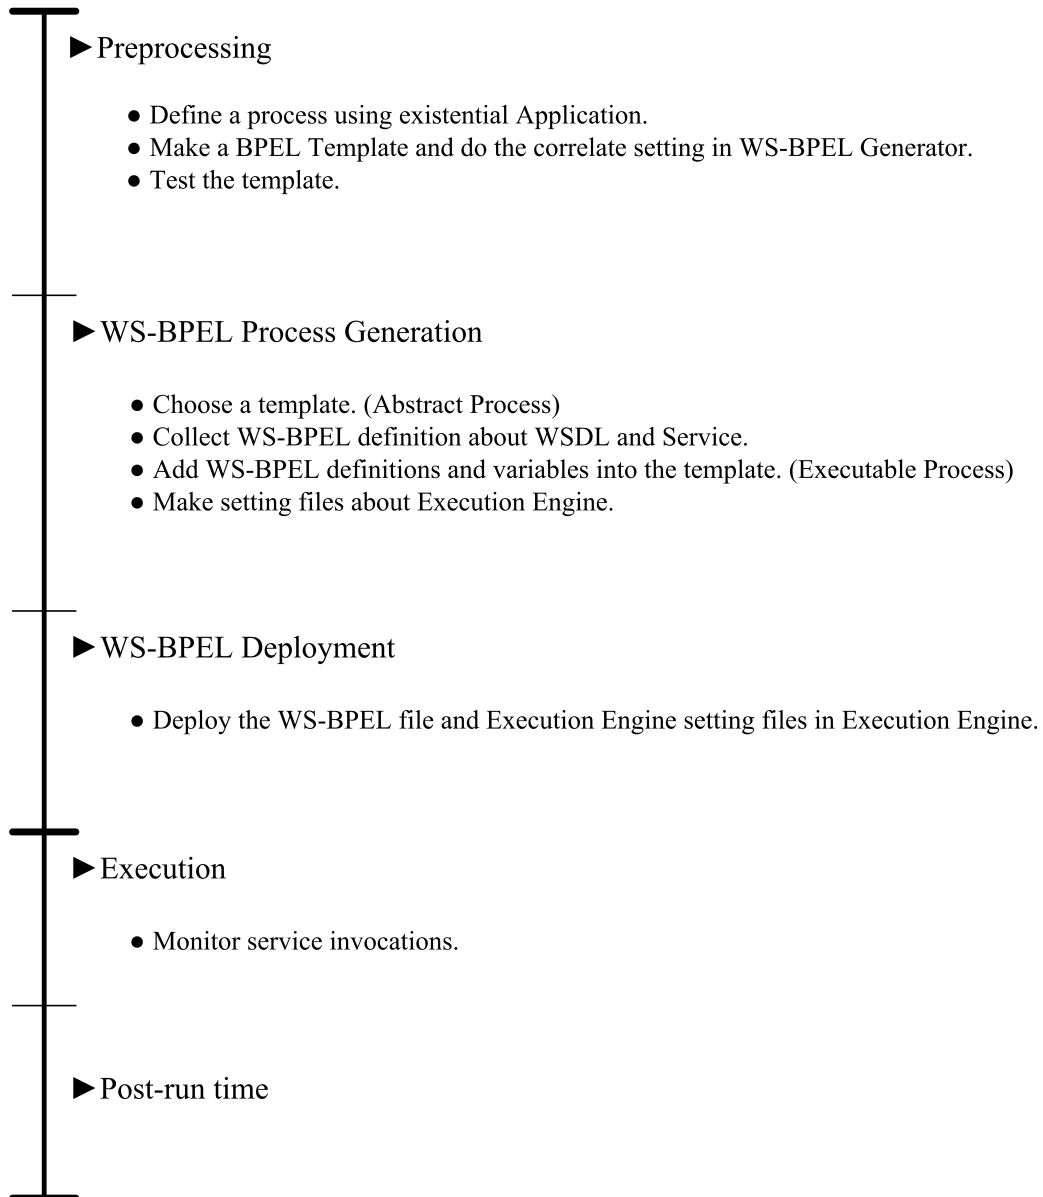 ►Preprocessing
● Define a process using existential Application.
● Make a BPEL Template and do the correlate setting in WS-BPEL Generator.
● Test the template.
►WS-BPEL Process Generation
● Choose a template. (Abstract Process)
● Collect WS-BPEL definition about WSDL and Service.
● Add WS-BPEL definitions and variables into the template. (Executable Process)
● Make setting files about Execution Engine.
►WS-BPEL Deployment
● Deploy the WS-BPEL file and Execution Engine setting files in Execution Engine.
►Execution
● Monitor service invocations.
►Post-run time